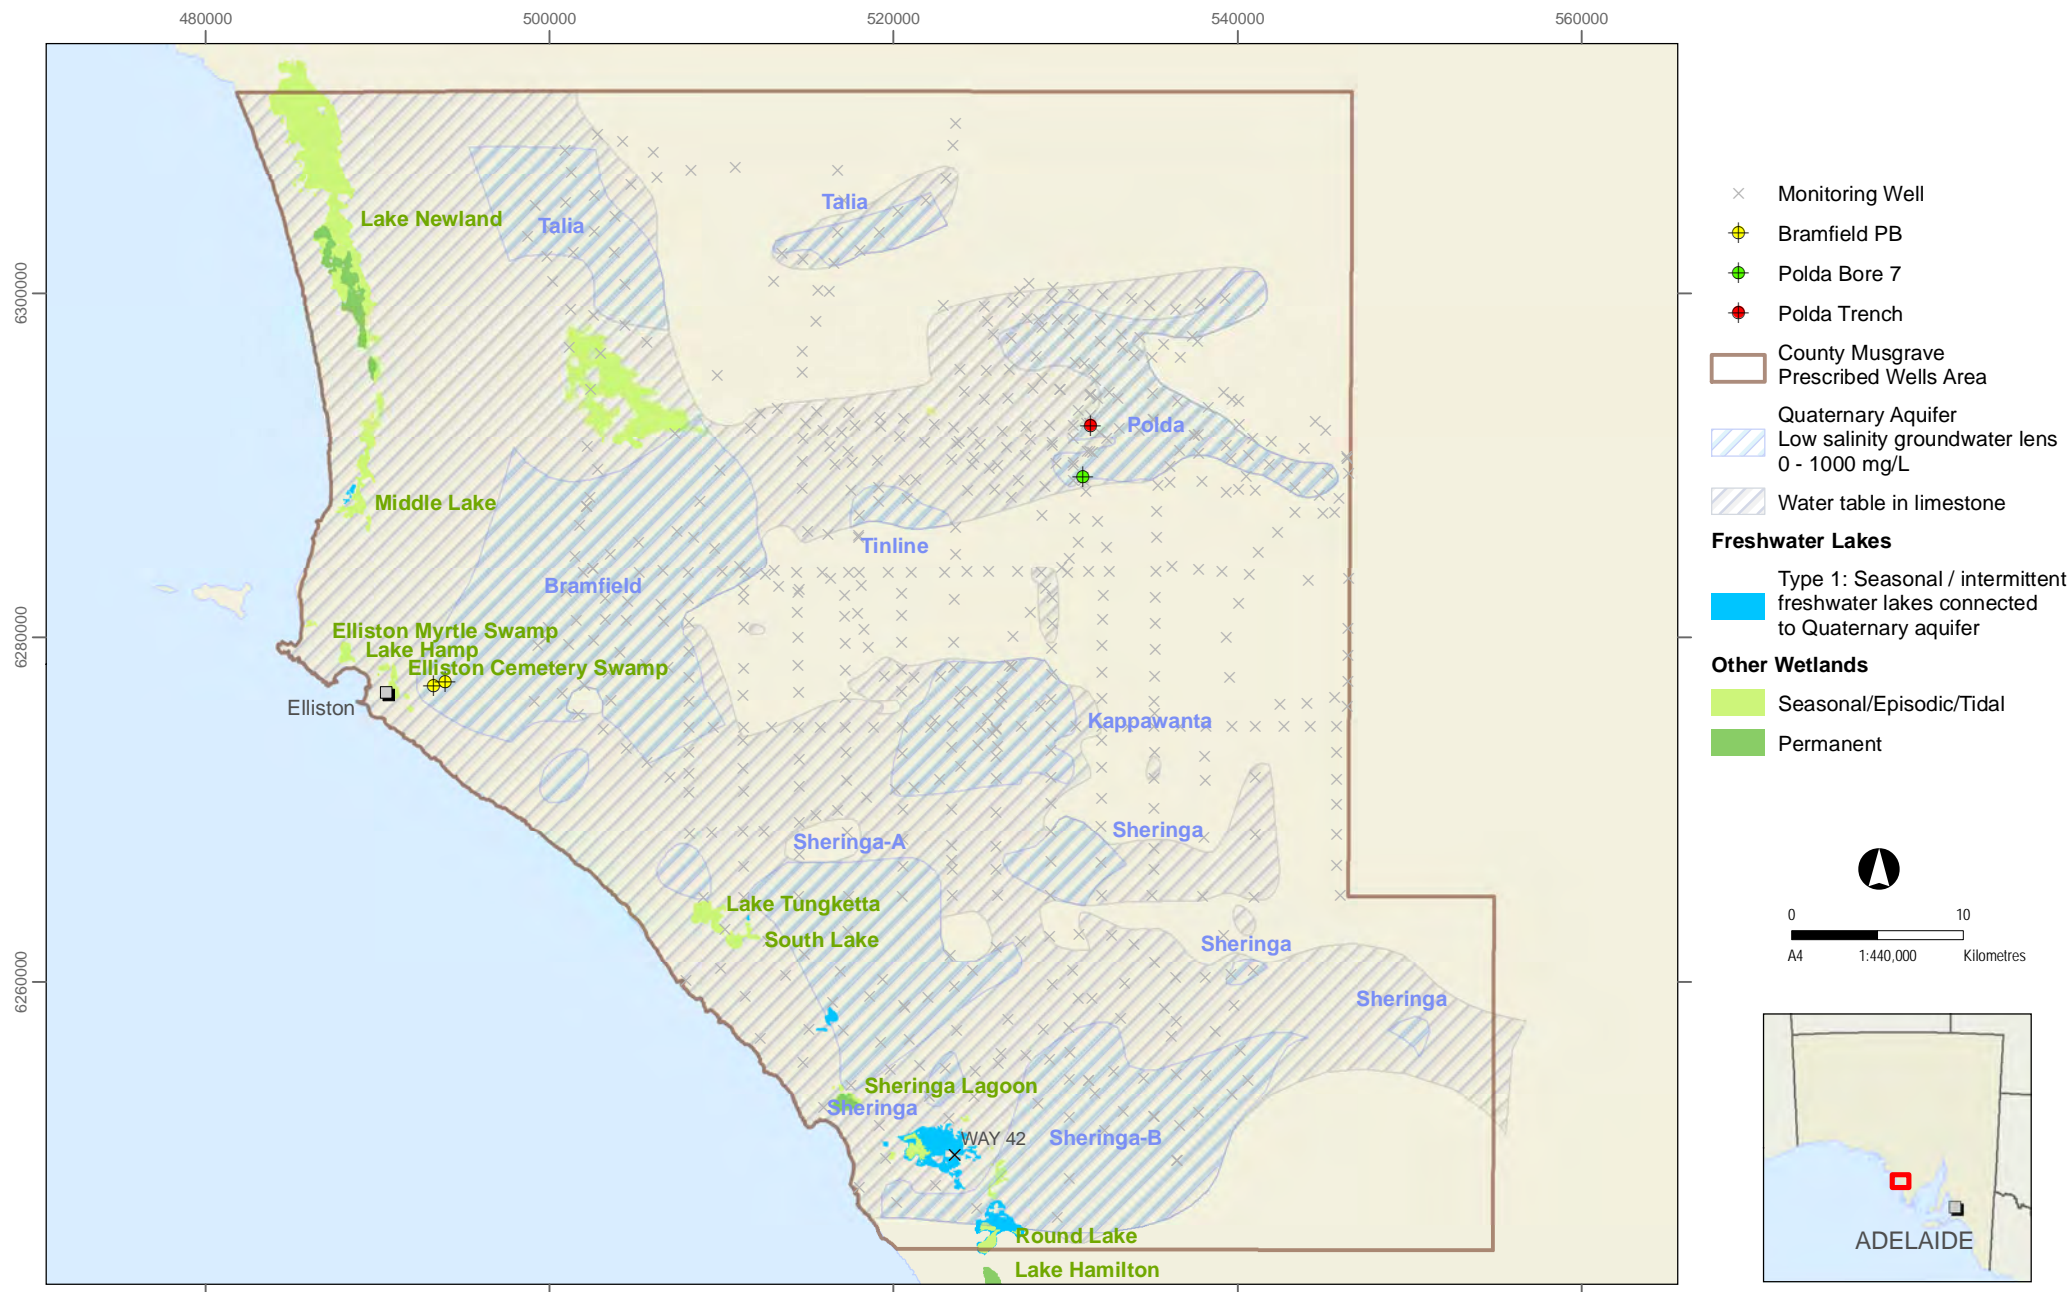 480000
500000
520000
540000
560000
6300000
6280000
6260000
Talia
Lake Newland
Talia
Polda
Middle Lake
Tinline
Bramfield
Elliston Myrtle Swamp
Lake Hamp
Elliston Cemetery Swamp
Elliston
Kappawanta
Sheringa
Sheringa-A
Lake Tungketta
South Lake
Sheringa
Sheringa
Sheringa Lagoon
Sheringa
WAY 42
Sheringa-B
Round Lake
Lake Hamilton
Monitoring Well
Bramfield PB
Polda Bore 7
Polda Trench
County Musgrave
Prescribed Wells Area
Quaternary Aquifer
Low salinity groundwater lens
0 - 1000 mg/L
Water table in limestone
Freshwater Lakes
Type 1: Seasonal / intermittent
freshwater lakes connected
to Quaternary aquifer
Other Wetlands
Seasonal/Episodic/Tidal
Permanent
0 10
A4 1:440,000 Kilometres
ADELAIDE